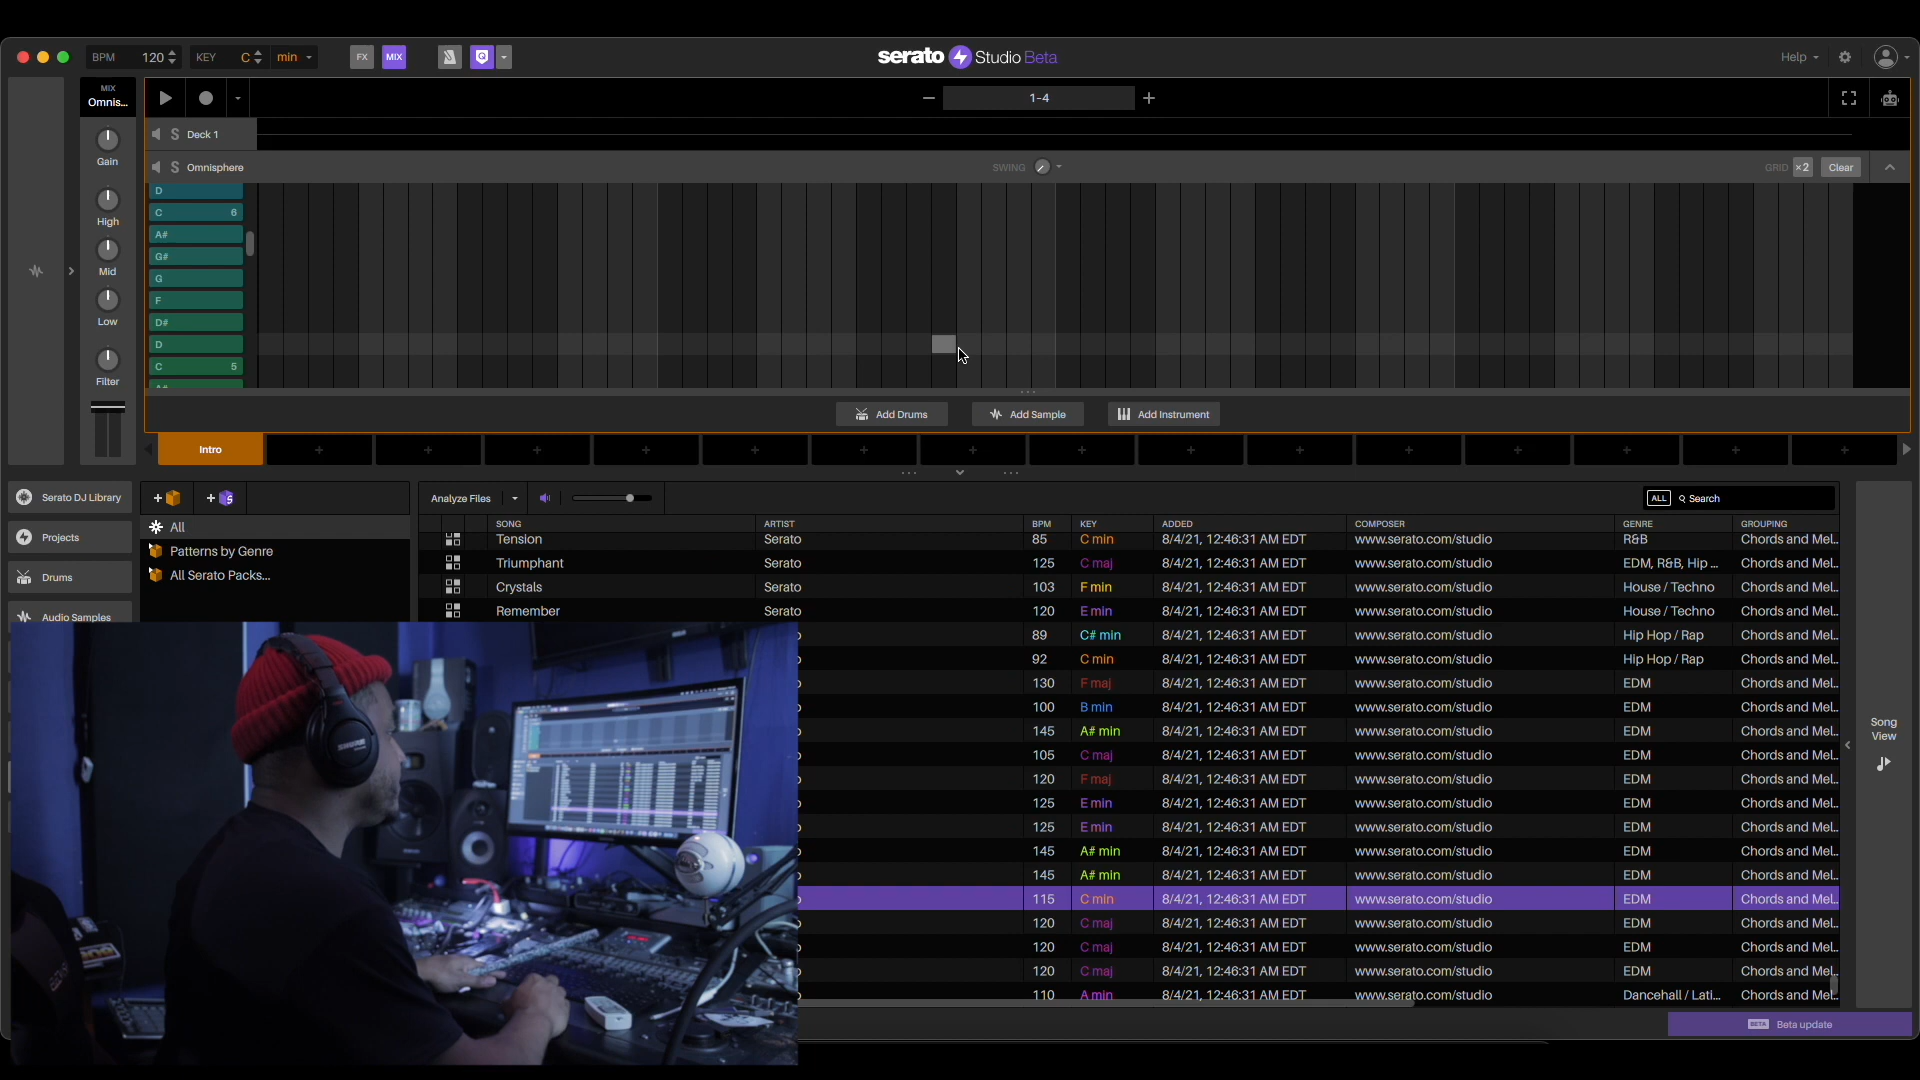 BPM 120 KEY C min FX MIX serato Studio Beta Help
MIX
Omnis...
1-4
S Deck 1
S Omnisphere SWING GRID x2 Clear
Gain
High
Mid
Low
Filter
D
C 6
A#
G#
G
F
D#
D
C 5
Add Drums Add Sample Add Instrument
Intro + + + + + + + + + + + + + + +
Serato DJ Library
Projects
Drums
Audio Samples
All
Patterns by Genre
All Serato Packs...
Analyze Files ALL Search
SONG ARTIST BPM KEY ADDED COMPOSER GENRE GROUPING
Tension Serato 85 C min 8/4/21, 12:46:31 AM EDT www.serato.com/studio R&B Chords and Mel...
Triumphant Serato 125 C maj 8/4/21, 12:46:31 AM EDT www.serato.com/studio EDM, R&B, Hip ... Chords and Mel...
Crystals Serato 103 F min 8/4/21, 12:46:31 AM EDT www.serato.com/studio House / Techno Chords and Mel...
Remember Serato 120 E min 8/4/21, 12:46:31 AM EDT www.serato.com/studio House / Techno Chords and Mel...
89 C# min 8/4/21, 12:46:31 AM EDT www.serato.com/studio Hip Hop / Rap Chords and Mel...
92 C min 8/4/21, 12:46:31 AM EDT www.serato.com/studio Hip Hop / Rap Chords and Mel...
130 F maj 8/4/21, 12:46:31 AM EDT www.serato.com/studio EDM Chords and Mel...
100 B min 8/4/21, 12:46:31 AM EDT www.serato.com/studio EDM Chords and Mel...
145 A# min 8/4/21, 12:46:31 AM EDT www.serato.com/studio EDM Chords and Mel...
105 C maj 8/4/21, 12:46:31 AM EDT www.serato.com/studio EDM Chords and Mel...
120 F maj 8/4/21, 12:46:31 AM EDT www.serato.com/studio EDM Chords and Mel...
125 E min 8/4/21, 12:46:31 AM EDT www.serato.com/studio EDM Chords and Mel...
125 E min 8/4/21, 12:46:31 AM EDT www.serato.com/studio EDM Chords and Mel...
145 A# min 8/4/21, 12:46:31 AM EDT www.serato.com/studio EDM Chords and Mel...
145 A# min 8/4/21, 12:46:31 AM EDT www.serato.com/studio EDM Chords and Mel...
115 C min 8/4/21, 12:46:31 AM EDT www.serato.com/studio EDM Chords and Mel...
120 C maj 8/4/21, 12:46:31 AM EDT www.serato.com/studio EDM Chords and Mel...
120 C maj 8/4/21, 12:46:31 AM EDT www.serato.com/studio EDM Chords and Mel...
120 C maj 8/4/21, 12:46:31 AM EDT www.serato.com/studio EDM Chords and Mel...
110 A min 8/4/21, 12:46:31 AM EDT www.serato.com/studio Dancehall / Lati... Chords and Mel...
Song
View
SHURE
BETA Beta update